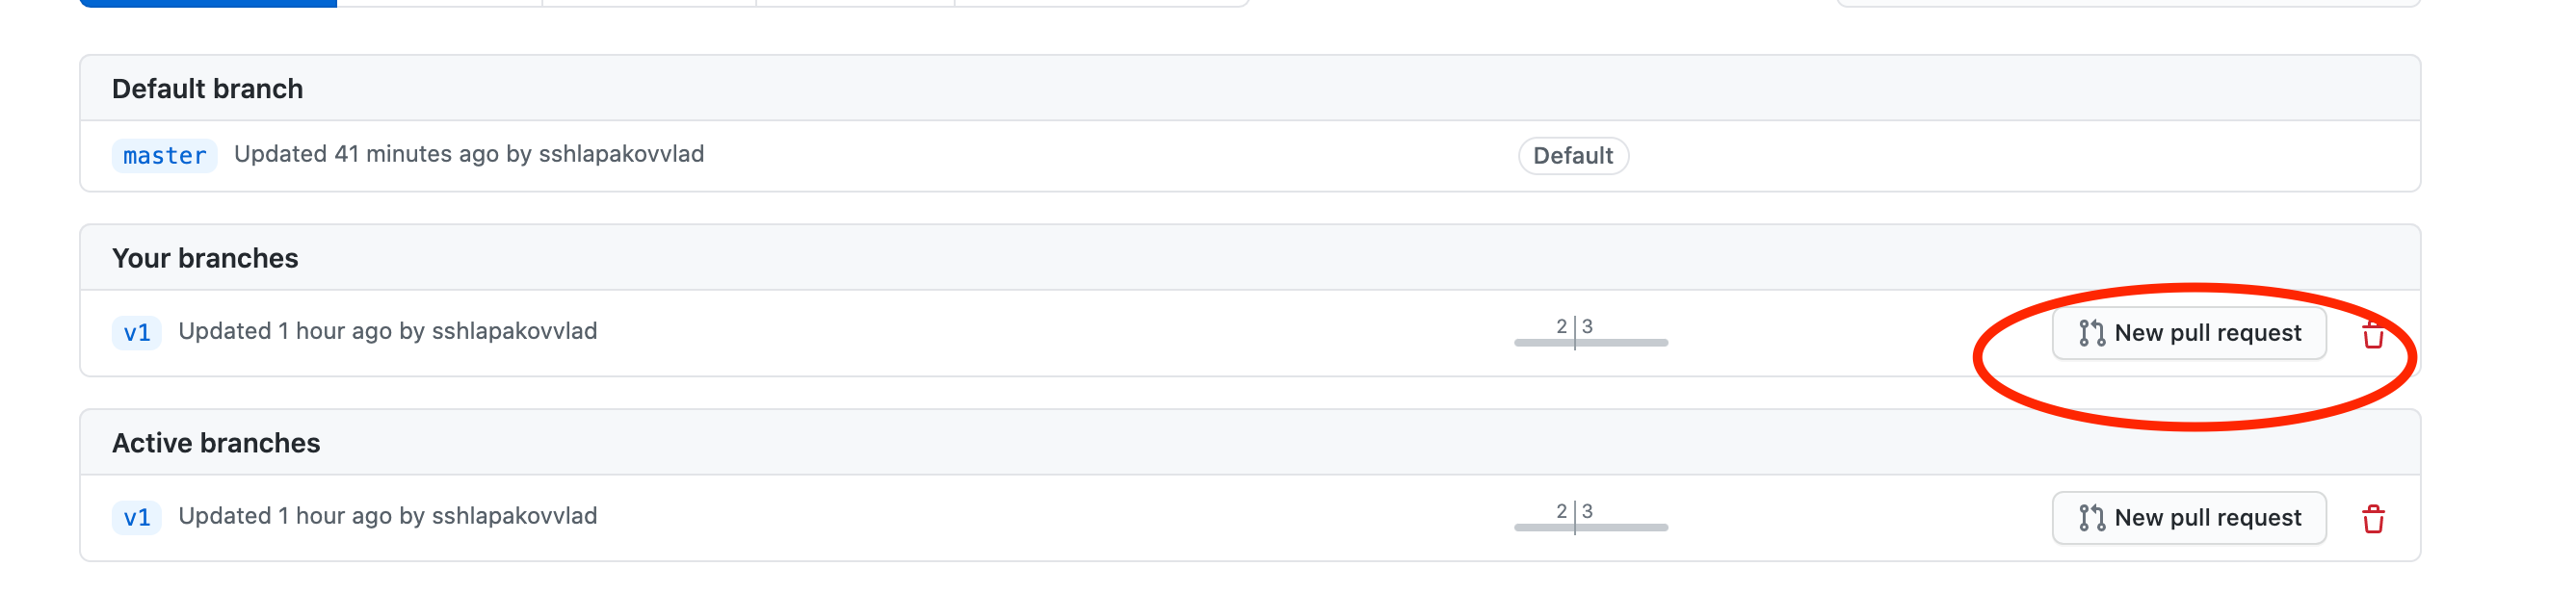 Default branch
master Updated 41 minutes ago by sshlapakovvlad Default
Your branches
v1 Updated 1 hour ago by sshlapakovvlad 2 3 New pull request
Active branches
v1 Updated 1 hour ago by sshlapakovvlad 2 3 New pull request